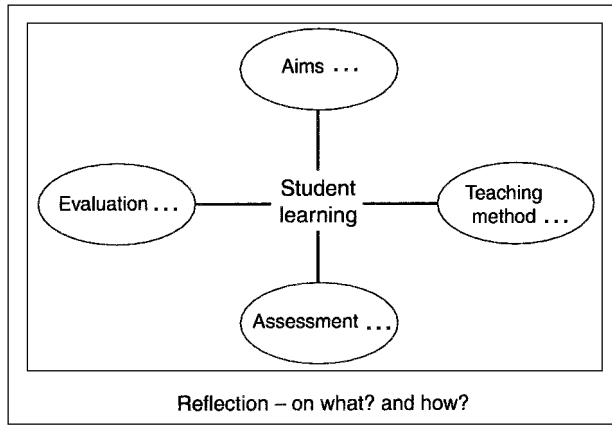 Aims ...
Evaluation ...
Student
learning
Teaching
method ...
Assessment ...
Reflection – on what? and how?